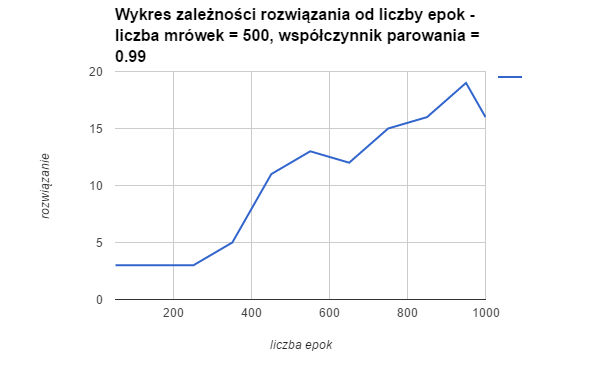 Wykres zależności rozwiązania od liczby epok -
liczba mrówek = 500, współczynnik parowania =
0.99
20
15
10
5
0
rozwiązanie
200
400
600
800
1000
liczba epok